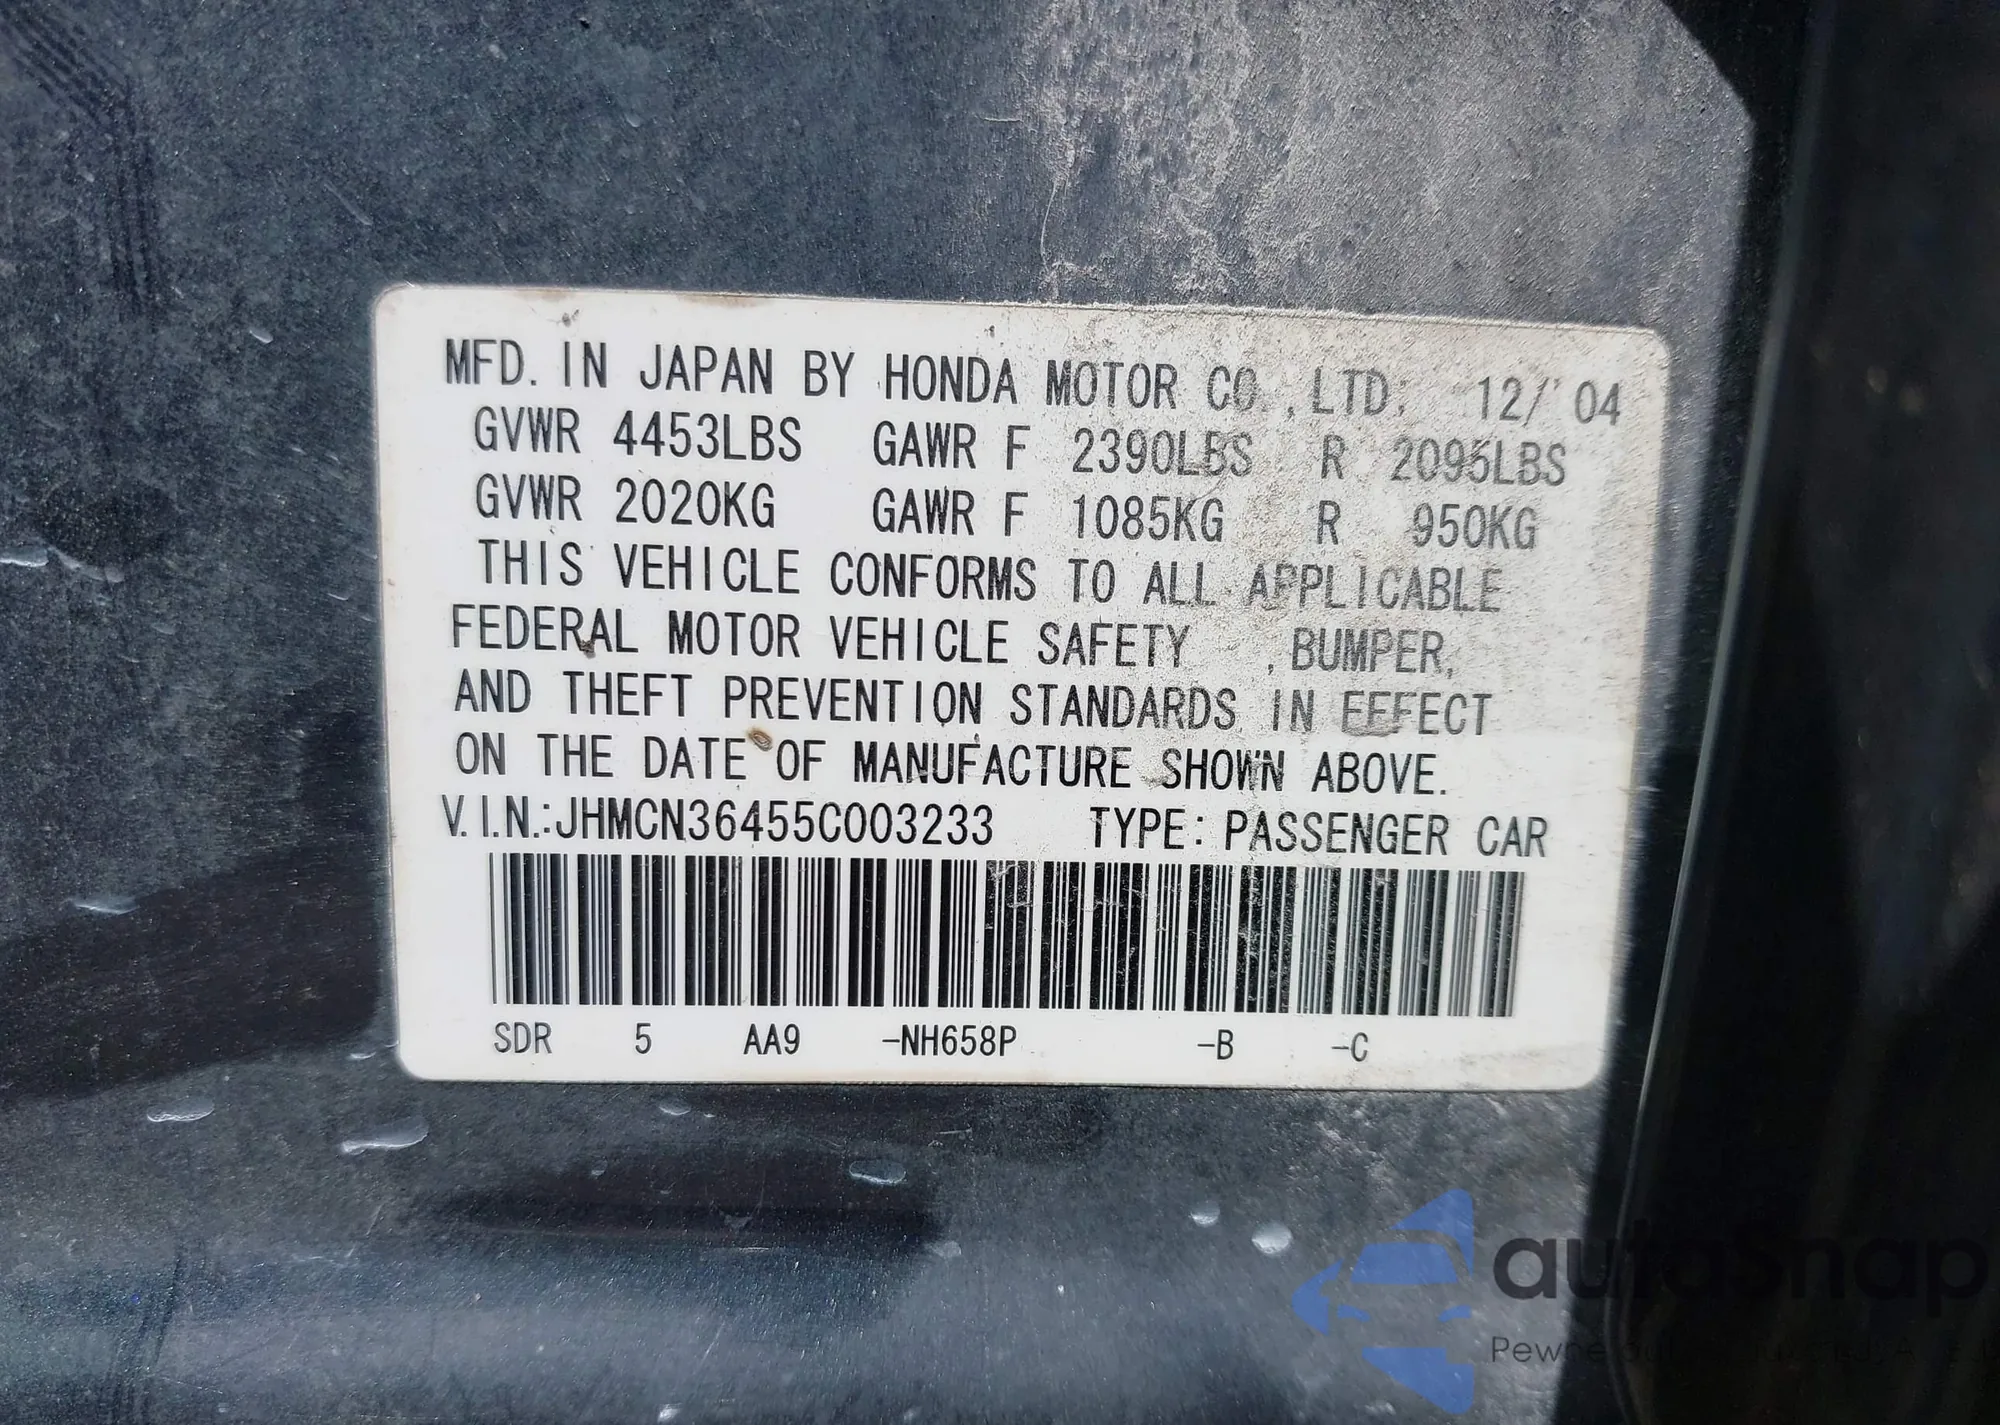 MFD. IN JAPAN BY HONDA MOTOR CO., LTD. 12/'04
GVWR 4453LBS GAWR F 2390LBS R 2095LBS
GVWR 2020KG GAWR F 1085KG R 950KG
THIS VEHICLE CONFORMS TO ALL APPLICABLE
FEDERAL MOTOR VEHICLE SAFETY , BUMPER,
AND THEFT PREVENTION STANDARDS IN EFFECT
ON THE DATE OF MANUFACTURE SHOWN ABOVE.
V.I.N.:JHMCN36455C003233 TYPE: PASSENGER CAR
SDR 5 AA9 -NH658P -B -C
autosnap